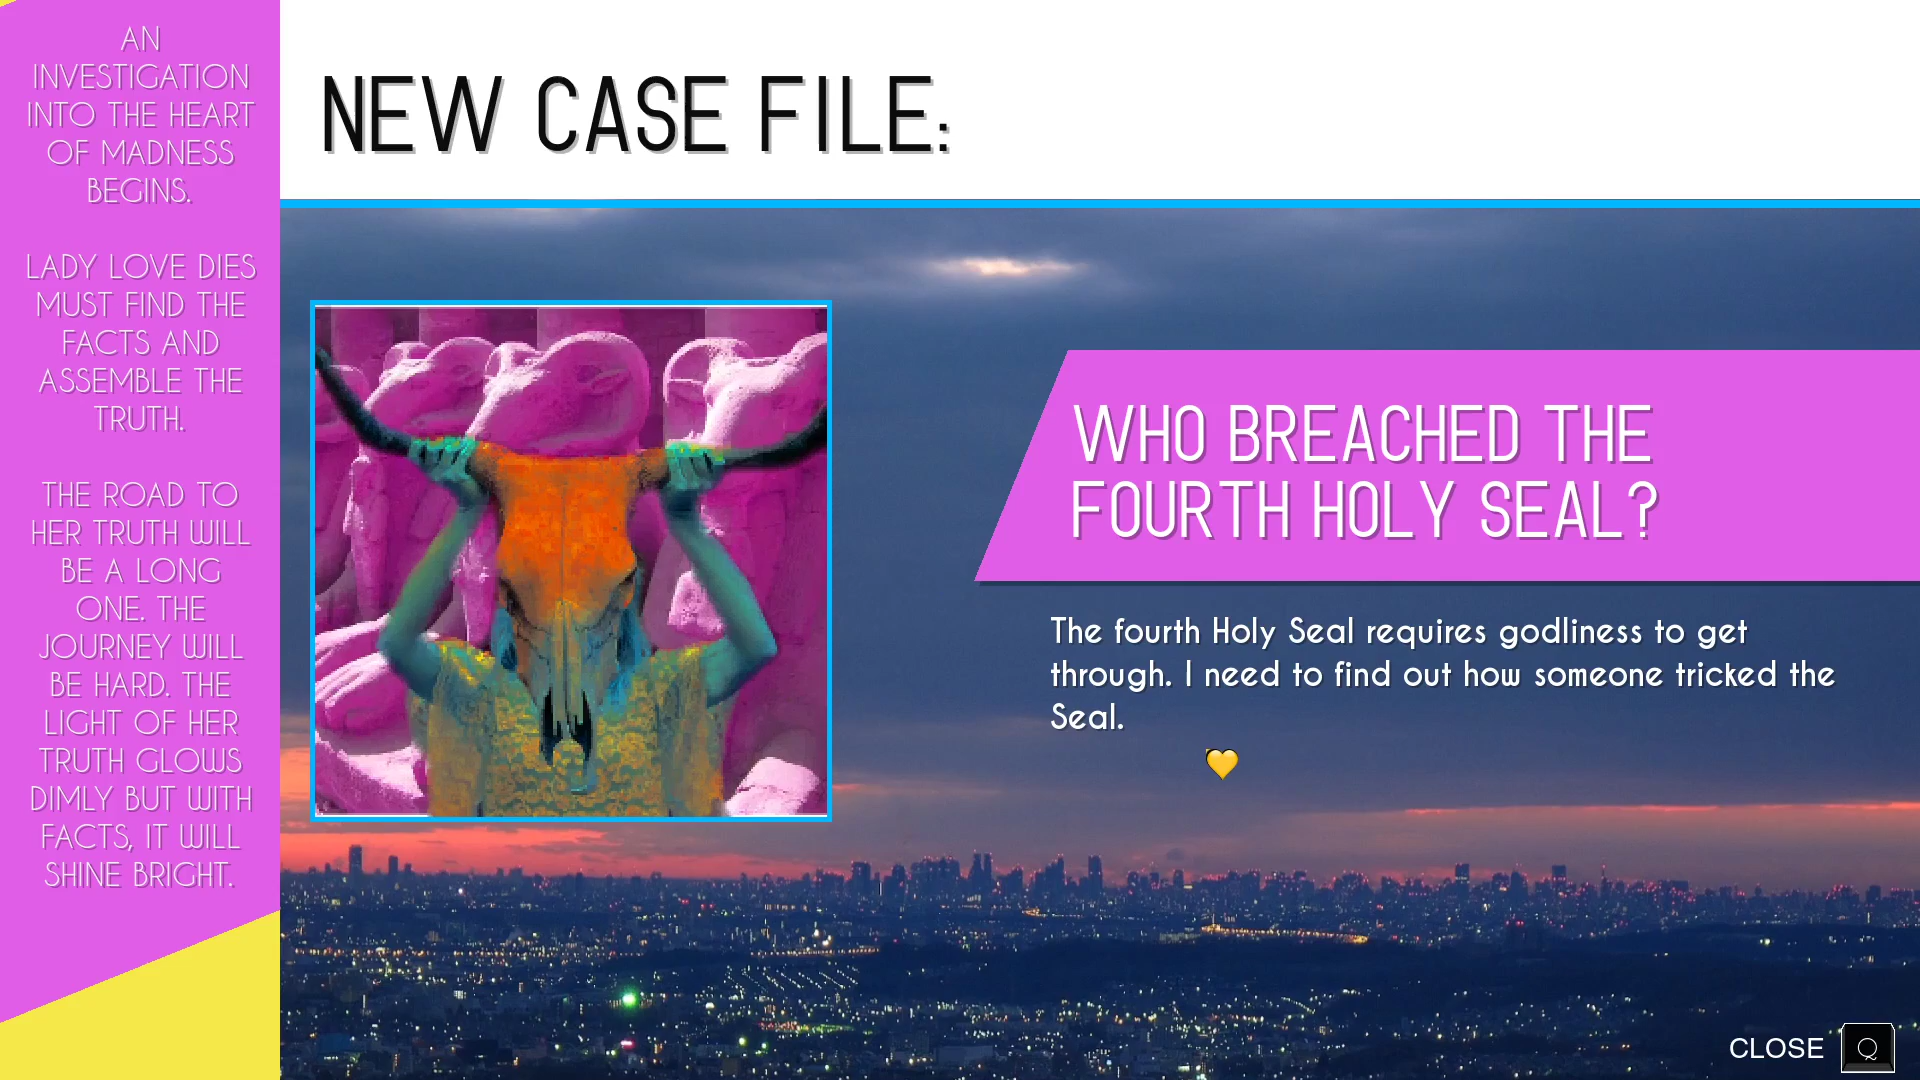 AN
INVESTIGATION
INTO THE HEART
OF MADNESS
BEGINS.
LADY LOVE DIES
MUST FIND THE
FACTS AND
ASSEMBLE THE
TRUTH.
THE ROAD TO
HER TRUTH WILL
BE A LONG
ONE. THE
JOURNEY WILL
BE HARD. THE
LIGHT OF HER
TRUTH GLOWS
DIMLY BUT WITH
FACTS, IT WILL
SHINE BRIGHT.
NEW CASE FILE:
WHO BREACHED THE
FOURTH HOLY SEAL?
The fourth Holy Seal requires godliness to get
through. I need to find out how someone tricked the
Seal.
CLOSE Q